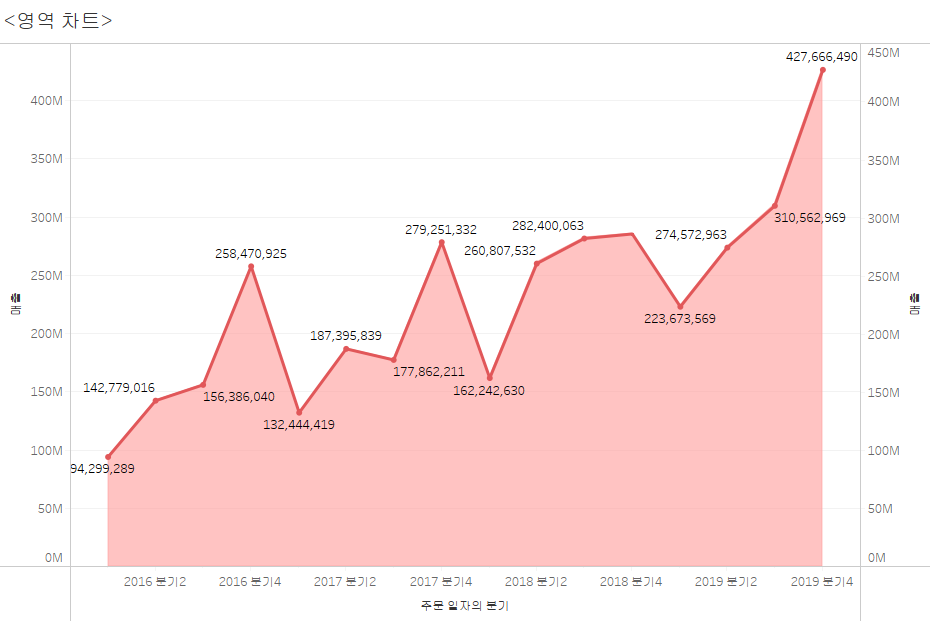 <영역 차트>
427,666,490
450M
400M
400M
350M
350M
310,562,969
300M
300M
282,400,063
279,251,332
274,572,963
260,807,532
258,470,925
250M
250M
223,673,569
200M
200M
187,395,839
177,862,211
162,242,630
156,386,040
150M
150M
142,779,016
132,444,419
100M
100M
94,299,289
50M
50M
0M
0M
2016 분기2
2016 분기4
2017 분기2
2017 분기4
2018 분기2
2018 분기4
2019 분기2
2019 분기4
주문 일자의 분기